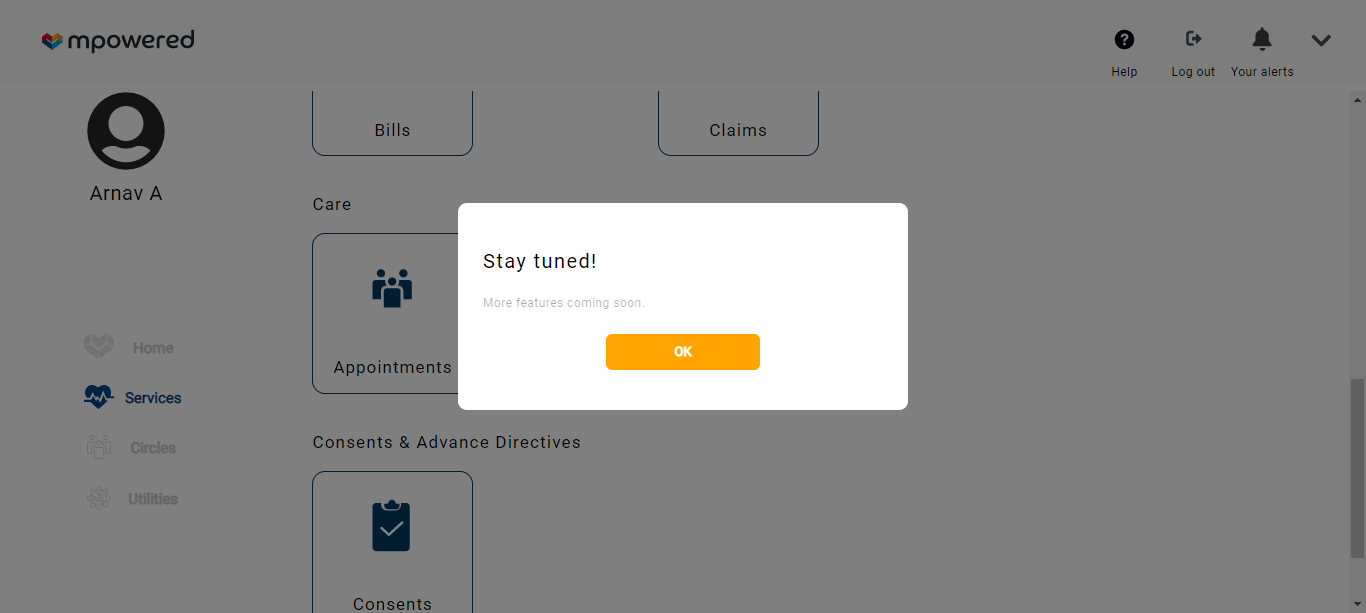 mpowered
Help
Log out
Your alerts
Arnav A
Home
Services
Circles
Utilities
Bills
Claims
Care
Appointments
Consents & Advance Directives
Consents
Stay tuned!
More features coming soon.
OK